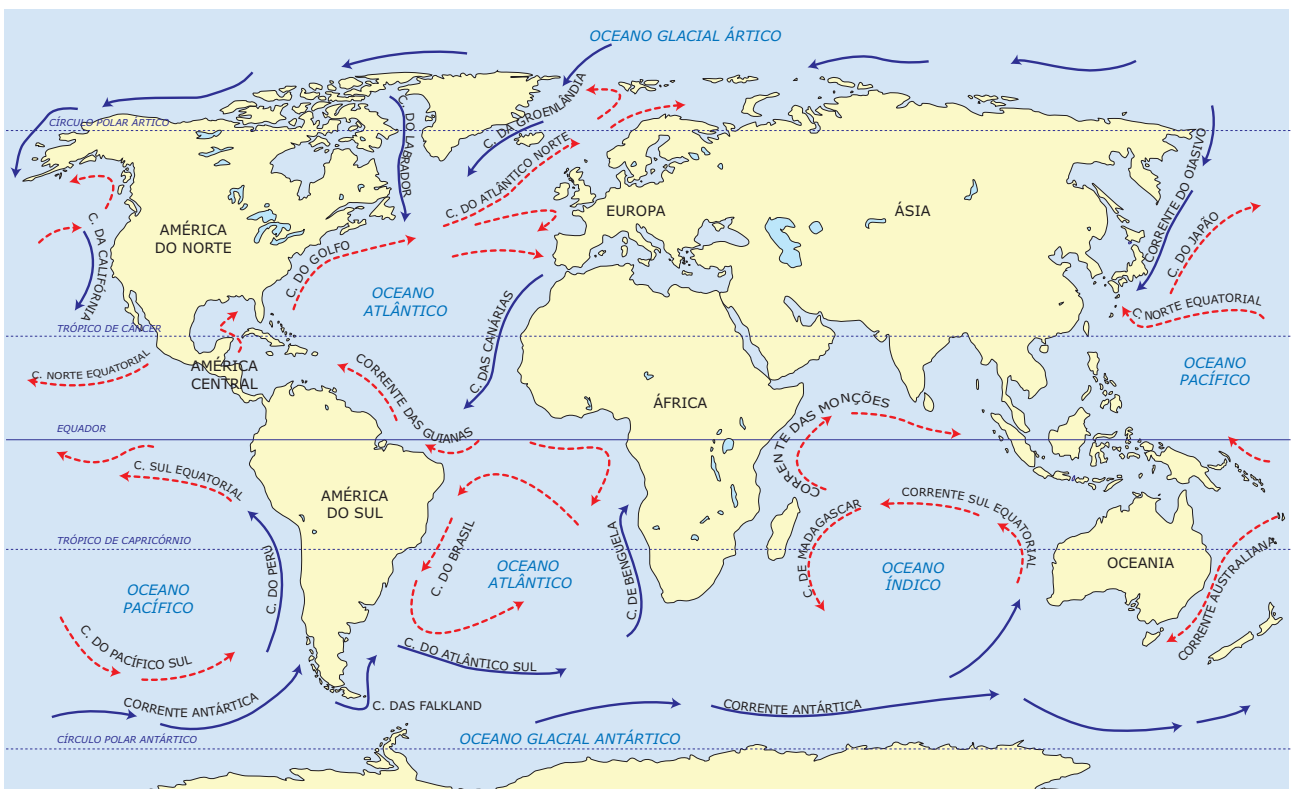 OCEANO GLACIAL ÁRTICO
CÍRCULO POLAR ÁRTICO
C. DA GROENLÂNDIA
C. DO LABRADOR
C. DO ATLÂNTICO NORTE
CORRENTE DO OIASIVO
C. DO JAPÃO
EUROPA
ÁSIA
AMÉRICA
DO NORTE
C. DA CALIFÓRNIA
C. DO GOLFO
OCEANO
ATLÂNTICO
C. NORTE EQUATORIAL
TRÓPICO DE CÂNCER
C. DAS CANÁRIAS
C. NORTE EQUATORIAL
AMÉRICA
CENTRAL
CORRENTE DAS GUIANAS
OCEANO
PACÍFICO
ÁFRICA
CORRENTE DAS MONÇÕES
EQUADOR
C. SUL EQUATORIAL
AMÉRICA
DO SUL
CORRENTE SUL EQUATORIAL
C. DE MADAGASCAR
TRÓPICO DE CAPRICÓRNIO
C. DO PERU
C. DO BRASIL
OCEANO
ATLÂNTICO
C. DE BENGUELA
OCEANO
ÍNDICO
OCEANIA
CORRENTE AUSTRALIANA
OCEANO
PACÍFICO
C. DO PACÍFICO SUL
C. DO ATLÂNTICO SUL
CORRENTE ANTÁRTICA
C. DAS FALKLAND
CORRENTE ANTÁRTICA
CÍRCULO POLAR ANTÁRTICO
OCEANO GLACIAL ANTÁRTICO